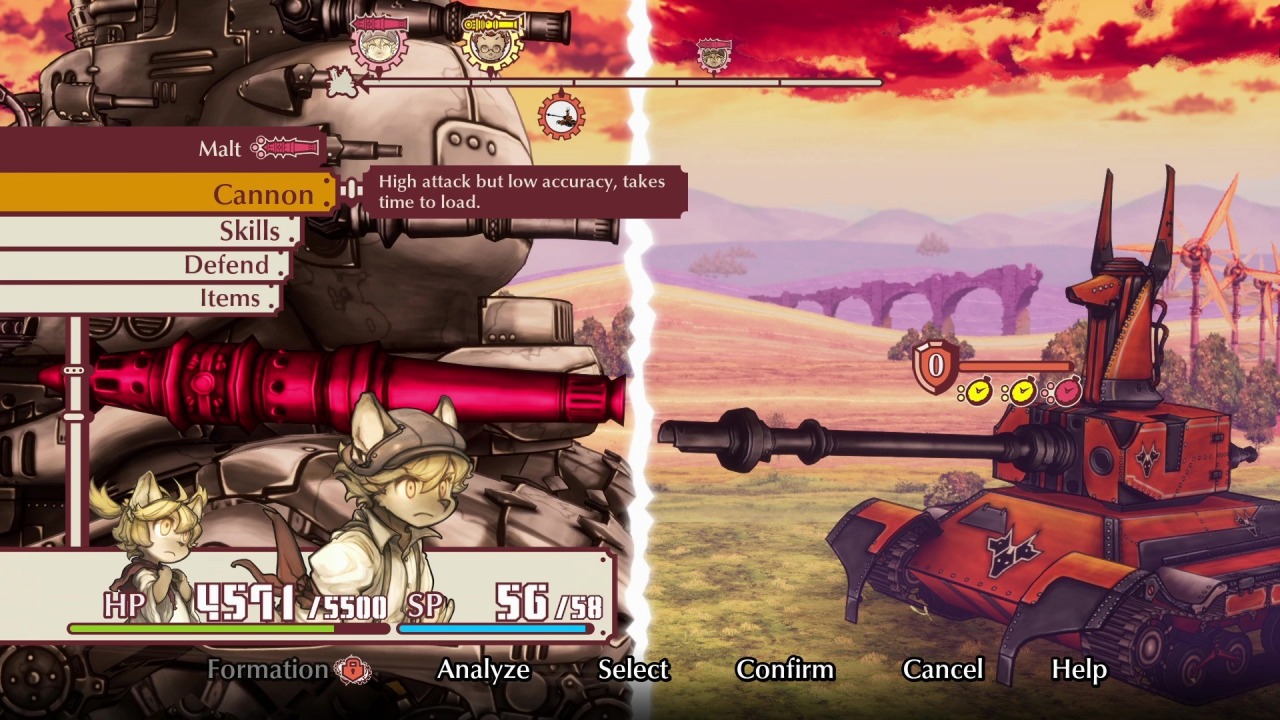 Malt
Cannon
High attack but low accuracy, takes
time to load.
Skills
Defend
Items
0
HP 4571 /5500 SP 56 /58
Formation Analyze Select Confirm Cancel Help